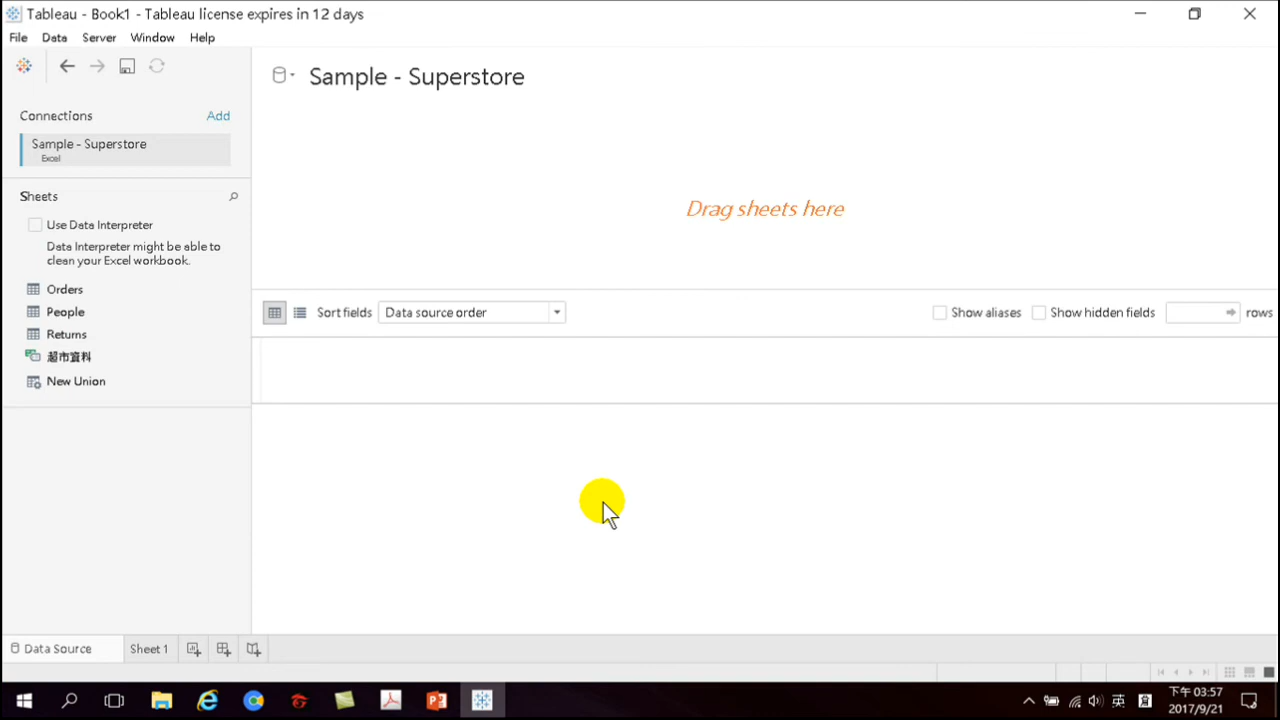 Tableau - Book1 - Tableau license expires in 12 days
File Data Server Window Help
Sample - Superstore
Connections Add
Sample - Superstore
Excel
Drag sheets here
Sheets
Use Data Interpreter
Data Interpreter might be able to
clean your Excel workbook.
Orders
People
Returns
超市資料
New Union
Sort fields Data source order Show aliases Show hidden fields rows
Data Source Sheet 1
英
下午 03:57
2017/9/21